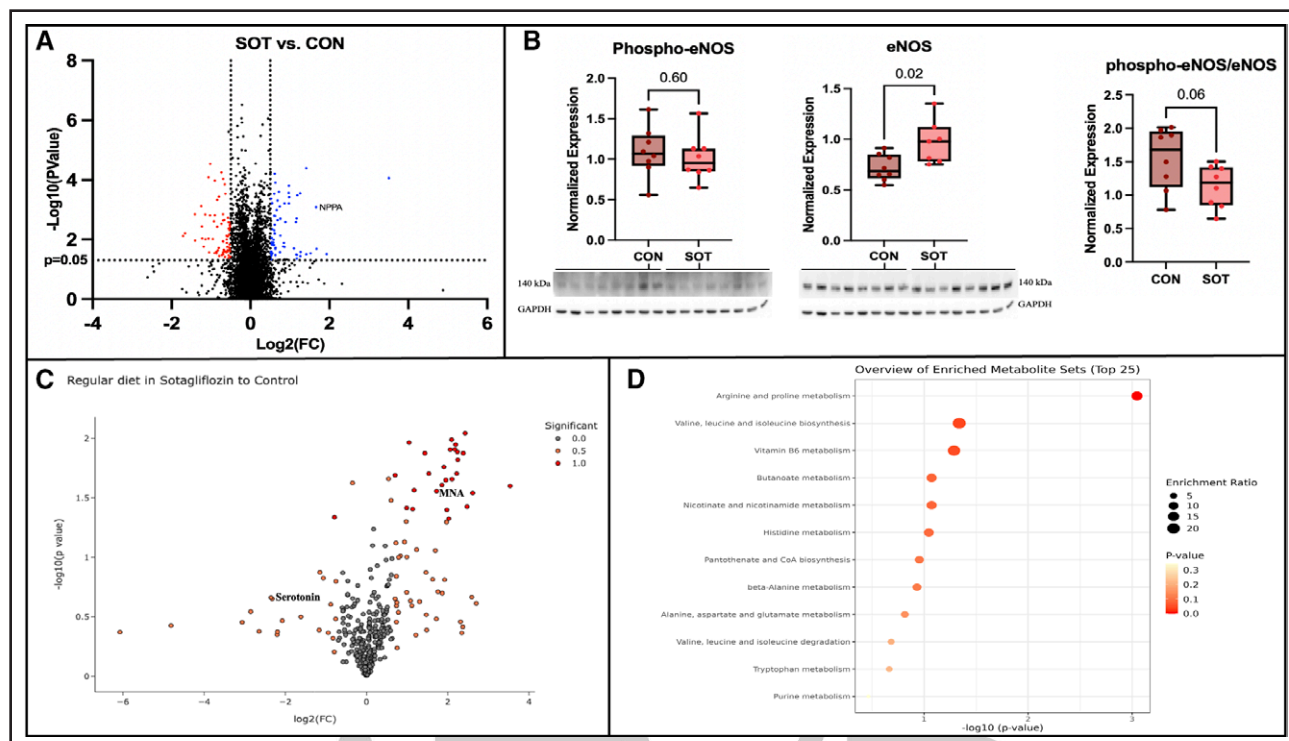 A
SOT vs. CON
8
6
4
2
p=0.05
0
-Log10(PValue)
NPPA
-4
-2
0
2
4
6
Log2(FC)
B
Phospho-eNOS
2.0
1.5
1.0
0.5
0.0
Normalized Expression
0.60
CON
SOT
140 kDa
GAPDH
eNOS
1.5
1.0
0.5
0.0
Normalized Expression
0.02
CON
SOT
140 kDa
GAPDH
phospho-eNOS/eNOS
2.5
2.0
1.5
1.0
0.5
0.0
Normalized Expression
0.06
CON
SOT
C
Regular diet in Sotagliflozin to Control
2
1.5
1
0.5
0
-log10(p value)
MNA
Serotonin
-6
-4
-2
0
2
4
log2(FC)
Significant
0.0
0.5
1.0
D
Overview of Enriched Metabolite Sets (Top 25)
Arginine and proline metabolism
Valine, leucine and isoleucine biosynthesis
Vitamin B6 metabolism
Butanoate metabolism
Nicotinate and nicotinamide metabolism
Histidine metabolism
Pantothenate and CoA biosynthesis
beta-Alanine metabolism
Alanine, aspartate and glutamate metabolism
Valine, leucine and isoleucine degradation
Tryptophan metabolism
Purine metabolism
1
2
3
-log10 (p-value)
Enrichment Ratio
5
10
15
20
P-value
0.3
0.2
0.1
0.0